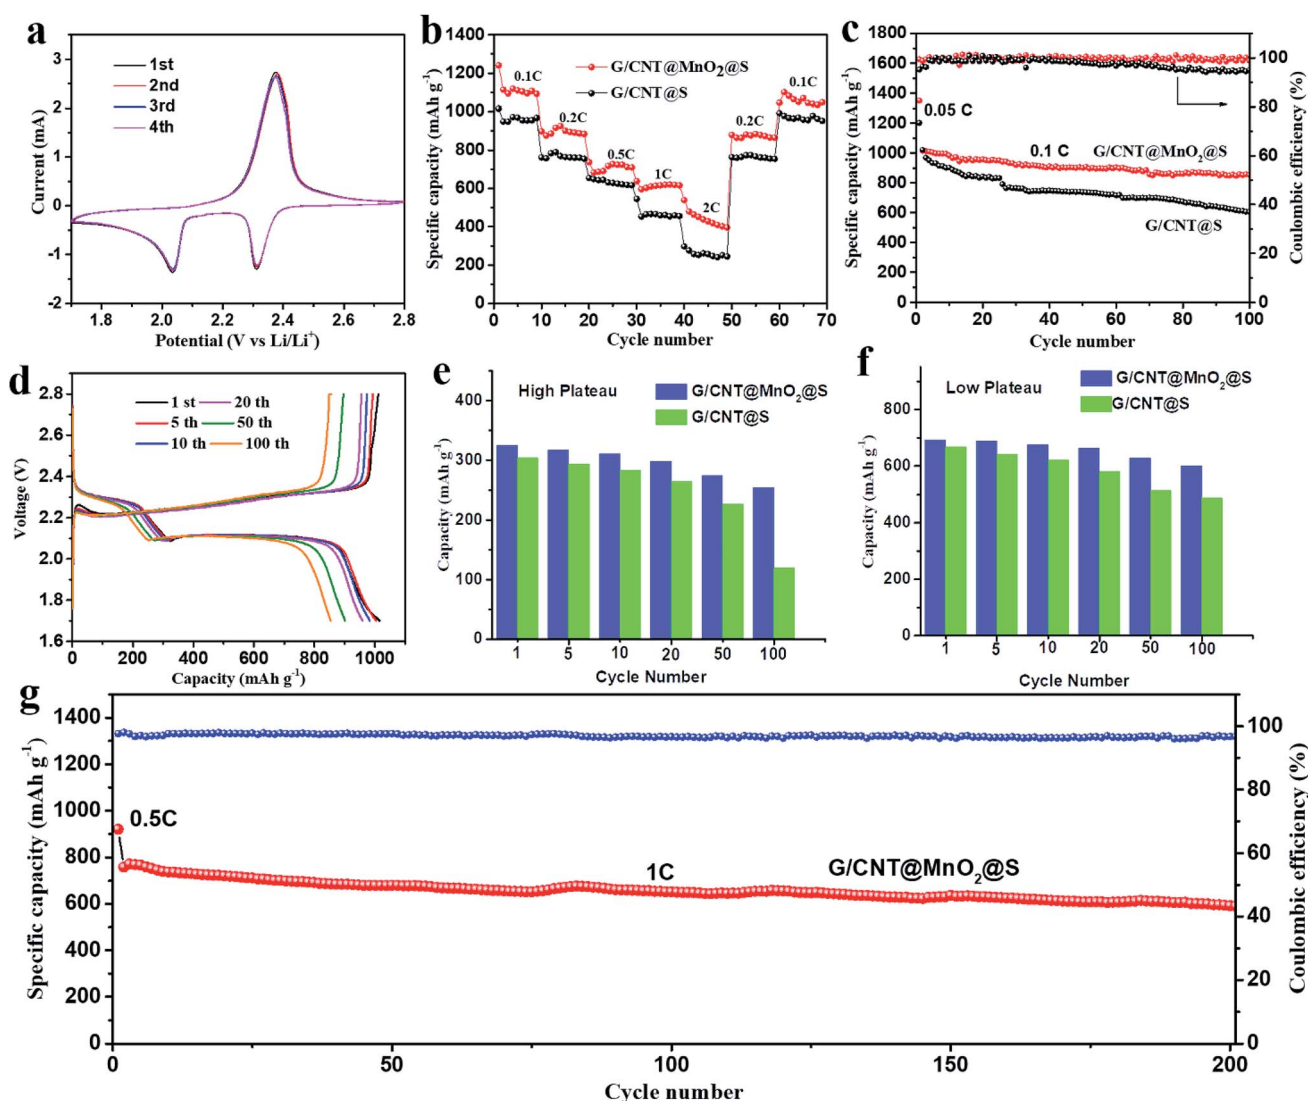 a
1st
2nd
3rd
4th
Current (mA)
3
2
1
0
-1
-2
1.8
2.0
2.2
2.4
2.6
2.8
Potential (V vs Li/Li⁺)
b
G/CNT@MnO₂@S
G/CNT@S
0.1C
0.2C
0.5C
1C
2C
0.2C
0.1C
Specific capacity (mAh g⁻¹)
1400
1200
1000
800
600
400
200
0
0
10
20
30
40
50
60
70
Cycle number
c
0.05 C
0.1 C
G/CNT@MnO₂@S
G/CNT@S
Specific capacity (mAh g⁻¹)
1800
1600
1400
1200
1000
800
600
400
200
0
0
20
40
60
80
100
Cycle number
100
80
60
40
20
0
Coulombic efficiency (%)
d
1 st
20 th
5 th
50 th
10 th
100 th
Voltage (V)
2.8
2.6
2.4
2.2
2.0
1.8
1.6
0
200
400
600
800
1000
Capacity (mAh g⁻¹)
e
High Plateau
G/CNT@MnO₂@S
G/CNT@S
Capacity (mAh g⁻¹)
400
300
200
100
0
1
5
10
20
50
100
Cycle Number
f
Low Plateau
G/CNT@MnO₂@S
G/CNT@S
Capacity (mAh g⁻¹)
800
600
400
200
0
1
5
10
20
50
100
Cycle Number
g
0.5C
1C
G/CNT@MnO₂@S
Specific capacity (mAh g⁻¹)
1400
1200
1000
800
600
400
200
0
0
50
100
150
200
Cycle number
100
80
60
40
20
0
Coulombic efficiency (%)